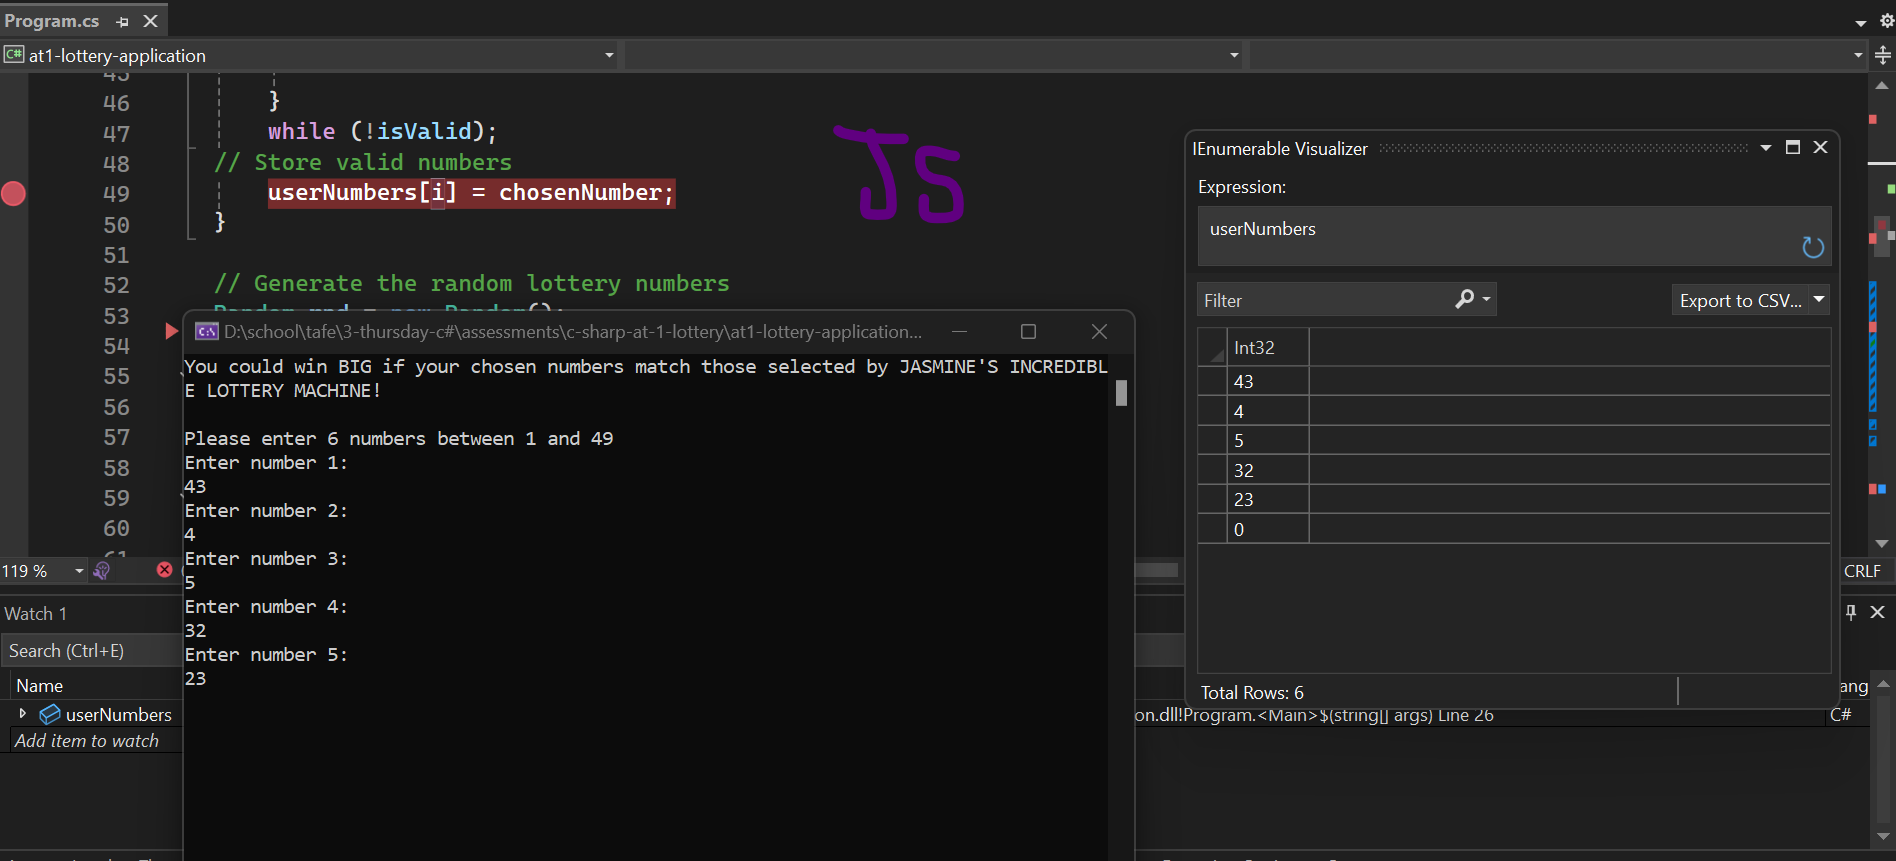 Program.cs
C# at1-lottery-application
46 }
47 while (!isValid);
48 // Store valid numbers
49 userNumbers[i] = chosenNumber;
50 }
51
52 // Generate the random lottery numbers
53
54
55
56
57
58
59
60
JS
D:\school\tafe\3-thursday-c#\assessments\c-sharp-at-1-lottery\at1-lottery-application...
You could win BIG if your chosen numbers match those selected by JASMINE'S INCREDIBL
E LOTTERY MACHINE!
Please enter 6 numbers between 1 and 49
Enter number 1:
43
Enter number 2:
4
Enter number 3:
5
Enter number 4:
32
Enter number 5:
23
IEnumerable Visualizer
Expression:
userNumbers
Filter
Export to CSV...
Int32
43
4
5
32
23
0
Total Rows: 6
119 %
CRLF
Watch 1
Search (Ctrl+E)
Name
userNumbers
Add item to watch
on.dll!Program.<Main>$(string[] args) Line 26
C#